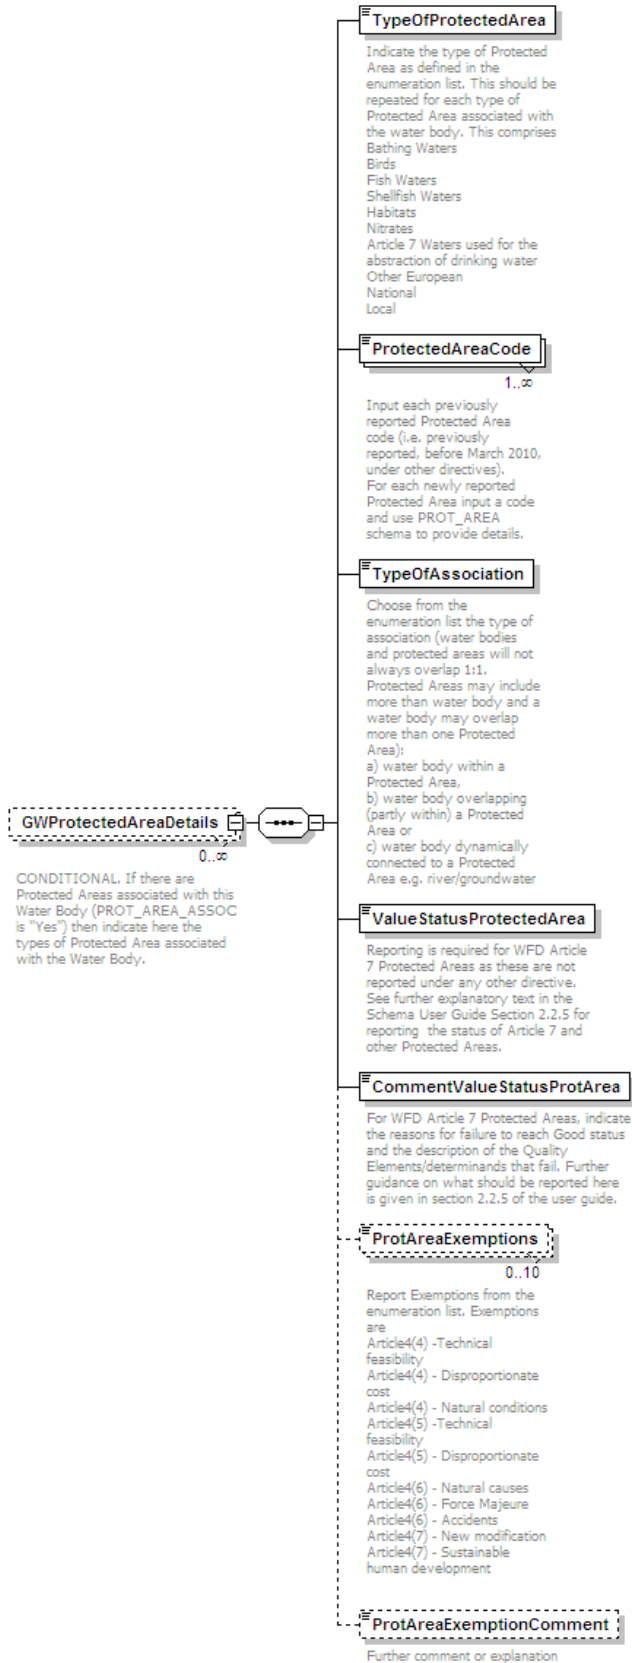 TypeOfProtectedArea
Indicate the type of Protected
Area as defined in the
enumeration list. This should be
repeated for each type of
Protected Area associated with
the water body. This comprises
Bathing Waters
Birds
Fish Waters
Shellfish Waters
Habitats
Nitrates
Article 7 Waters used for the
abstraction of drinking water
Other European
National
Local
ProtectedAreaCode
1..∞
Input each previously
reported Protected Area
code (i.e. previously
reported, before March 2010,
under other directives).
For each newly reported
Protected Area input a code
and use PROT_AREA
schema to provide details.
TypeOfAssociation
Choose from the
enumeration list the type of
association (water bodies
and protected areas will not
always overlap 1:1.
Protected Areas may include
more than water body and a
water body may overlap
more than one Protected
Area):
a) water body within a
Protected Area,
b) water body overlapping
(partly within) a Protected
Area or
c) water body dynamically
connected to a Protected
Area e.g. river/groundwater
GWProtectedAreaDetails
0..∞
CONDITIONAL. If there are
Protected Areas associated with this
Water Body (PROT_AREA_ASSOC
is "Yes") then indicate here the
types of Protected Area associated
with the Water Body.
ValueStatusProtectedArea
Reporting is required for WFD Article
7 Protected Areas as these are not
reported under any other directive.
See further explanatory text in the
Schema User Guide Section 2.2.5 for
reporting the status of Article 7 and
other Protected Areas.
CommentValueStatusProtArea
For WFD Article 7 Protected Areas, indicate
the reasons for failure to reach Good status
and the description of the Quality
Elements/determinands that fail. Further
guidance on what should be reported here
is given in section 2.2.5 of the user guide.
ProtAreaExemptions
0..10
Report Exemptions from the
enumeration list. Exemptions
are
Article4(4) -Technical
feasibility
Article4(4) - Disproportionate
cost
Article4(4) - Natural conditions
Article4(5) -Technical
feasibility
Article4(5) - Disproportionate
cost
Article4(6) - Natural causes
Article4(6) - Force Majeure
Article4(6) - Accidents
Article4(7) - New modification
Article4(7) - Sustainable
human development
ProtAreaExemptionComment
Further comment or explanation